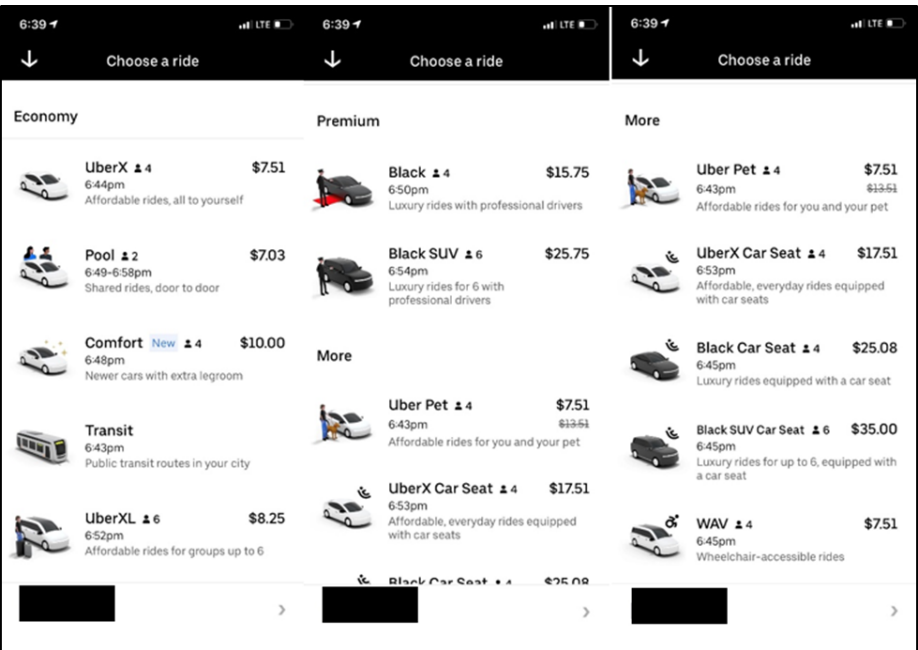 6:39
LTE
Choose a ride
Economy
UberX 4 $7.51
6:44pm
Affordable rides, all to yourself
Pool 2 $7.03
6:49-6:58pm
Shared rides, door to door
Comfort New 4 $10.00
6:48pm
Newer cars with extra legroom
Transit
6:43pm
Public transit routes in your city
UberXL 6 $8.25
6:52pm
Affordable rides for groups up to 6
6:39
LTE
Choose a ride
Premium
Black 4 $15.75
6:50pm
Luxury rides with professional drivers
Black SUV 6 $25.75
6:54pm
Luxury rides for 6 with
professional drivers
More
Uber Pet 4 $7.51
6:43pm $13.51
Affordable rides for you and your pet
UberX Car Seat 4 $17.51
6:53pm
Affordable, everyday rides equipped
with car seats
Black Car Seat 4 $25.08
6:39
LTE
Choose a ride
More
Uber Pet 4 $7.51
6:43pm $13.51
Affordable rides for you and your pet
UberX Car Seat 4 $17.51
6:53pm
Affordable, everyday rides equipped
with car seats
Black Car Seat 4 $25.08
6:45pm
Luxury rides equipped with a car seat
Black SUV Car Seat 6 $35.00
6:45pm
Luxury rides for up to 6, equipped with
a car seat
WAV 4 $7.51
6:45pm
Wheelchair-accessible rides